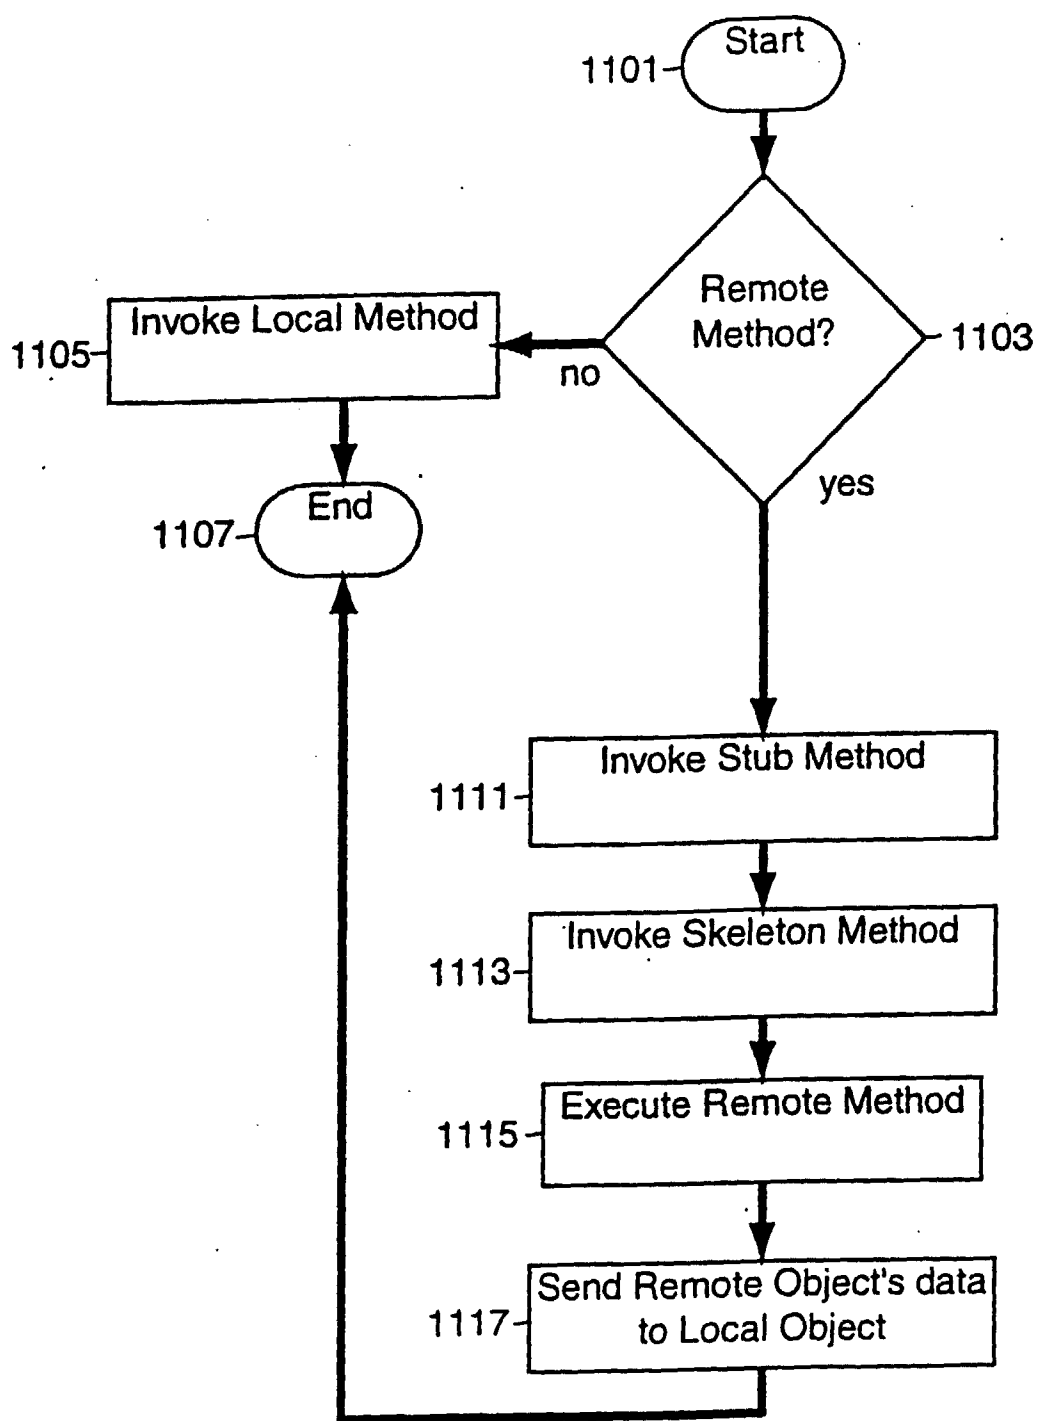 Start
1101
Remote
Method?
1103
Invoke Local Method
1105
no
yes
End
1107
Invoke Stub Method
1111
Invoke Skeleton Method
1113
Execute Remote Method
1115
Send Remote Object's data
to Local Object
1117